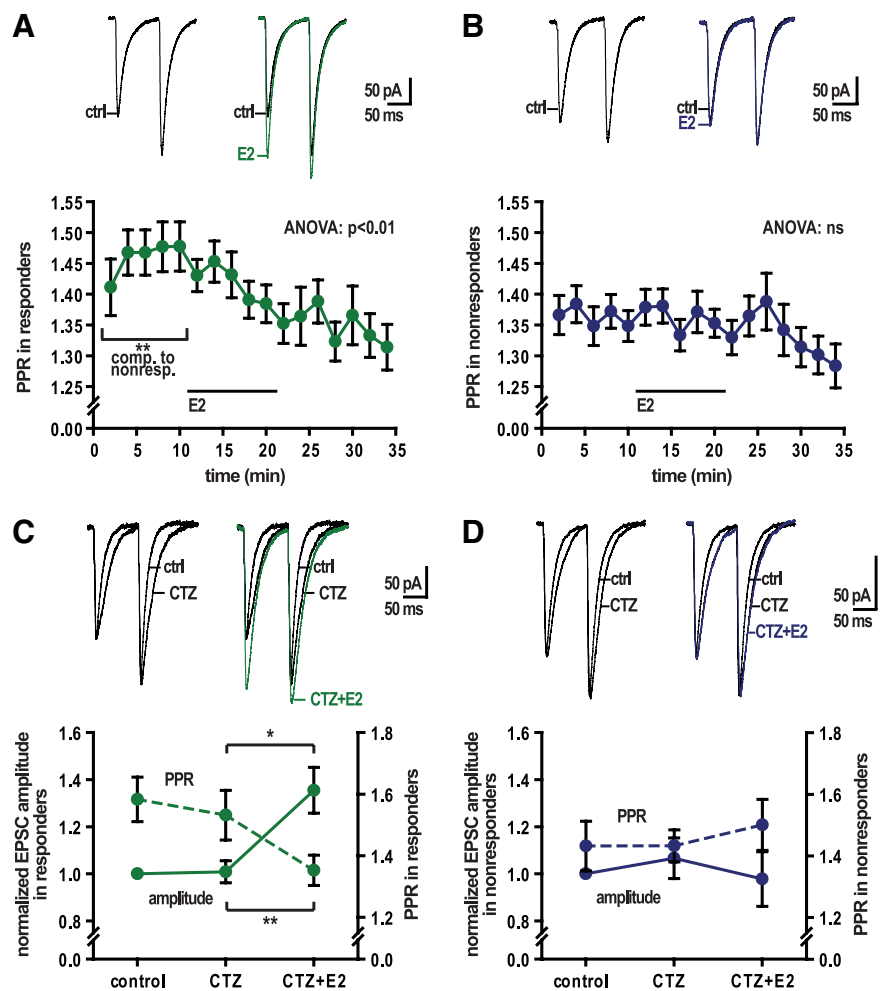 A
ctrl
ctrl
E2
50 pA
50 ms
PPR in responders
1.55
1.50
1.45
1.40
1.35
1.30
1.25
0.00
ANOVA: p<0.01
**
comp. to
nonresp.
E2
0 5 10 15 20 25 30 35
time (min)
B
ctrl
ctrl
E2
50 pA
50 ms
PPR in nonresponders
1.55
1.50
1.45
1.40
1.35
1.30
1.25
0.00
ANOVA: ns
E2
0 5 10 15 20 25 30 35
time (min)
C
ctrl
CTZ
ctrl
CTZ
CTZ+E2
50 pA
50 ms
normalized EPSC amplitude
in responders
1.6
1.4
1.2
1.0
0.8
0.0
PPR
amplitude
*
**
1.8
1.6
1.4
1.2
0.0
PPR in responders
control CTZ CTZ+E2
D
ctrl
CTZ
ctrl
CTZ
CTZ+E2
50 pA
50 ms
normalized EPSC amplitude
in nonresponders
1.6
1.4
1.2
1.0
0.8
0.0
PPR
amplitude
1.8
1.6
1.4
1.2
0.0
PPR in nonresponders
control CTZ CTZ+E2